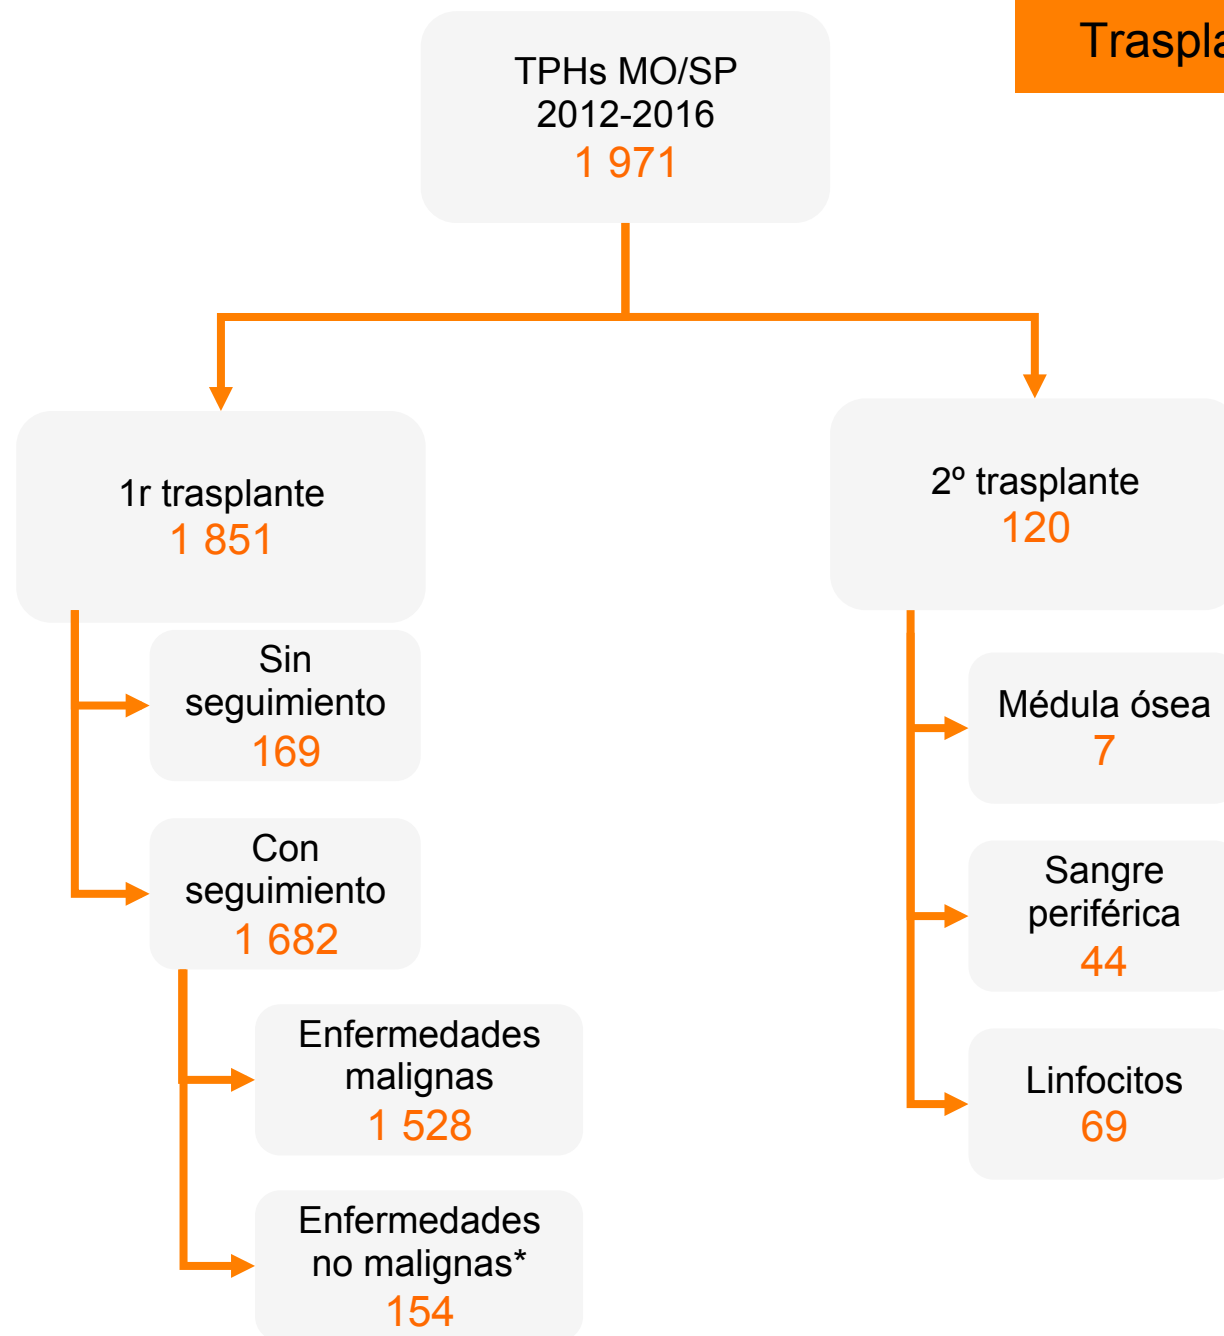 TPHs MO/SP
2012-2016
1 971
1r trasplante
1 851
Sin
seguimiento
169
Con
seguimiento
1 682
Enfermedades
malignas
1 528
Enfermedades
no malignas*
154
2º trasplante
120
Médula ósea
7
Sangre
periférica
44
Linfocitos
69